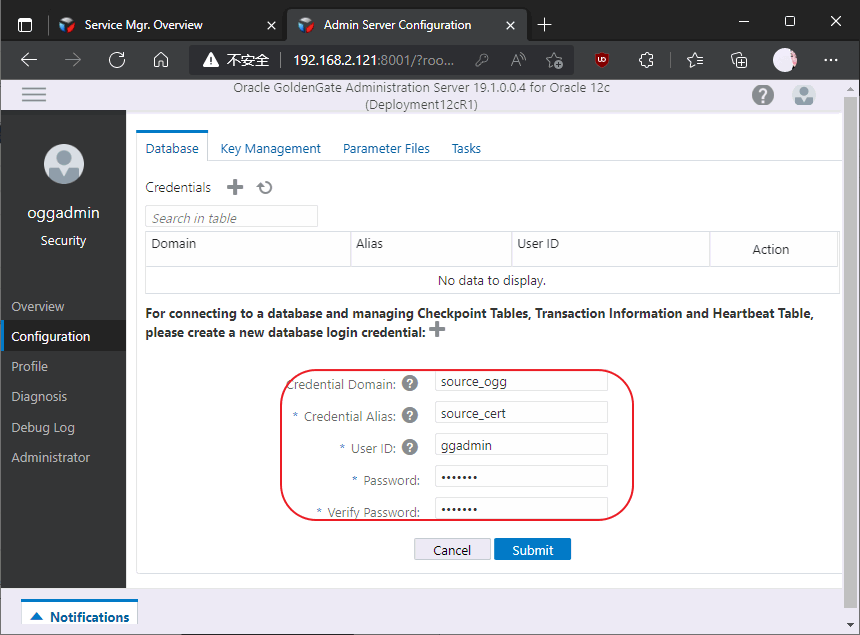 Service Mgr. Overview
Admin Server Configuration
不安全
192.168.2.121:8001/?roo...
Oracle GoldenGate Administration Server 19.1.0.0.4 for Oracle 12c
(Deployment12cR1)
oggadmin
Security
Overview
Configuration
Profile
Diagnosis
Debug Log
Administrator
Database Key Management Parameter Files Tasks
Credentials
Search in table
Domain Alias User ID Action
No data to display.
For connecting to a database and managing Checkpoint Tables, Transaction Information and Heartbeat Table,
please create a new database login credential:
Credential Domain: source_ogg
* Credential Alias: source_cert
* User ID: ggadmin
* Password: •••••••
* Verify Password: •••••••
Cancel Submit
Notifications